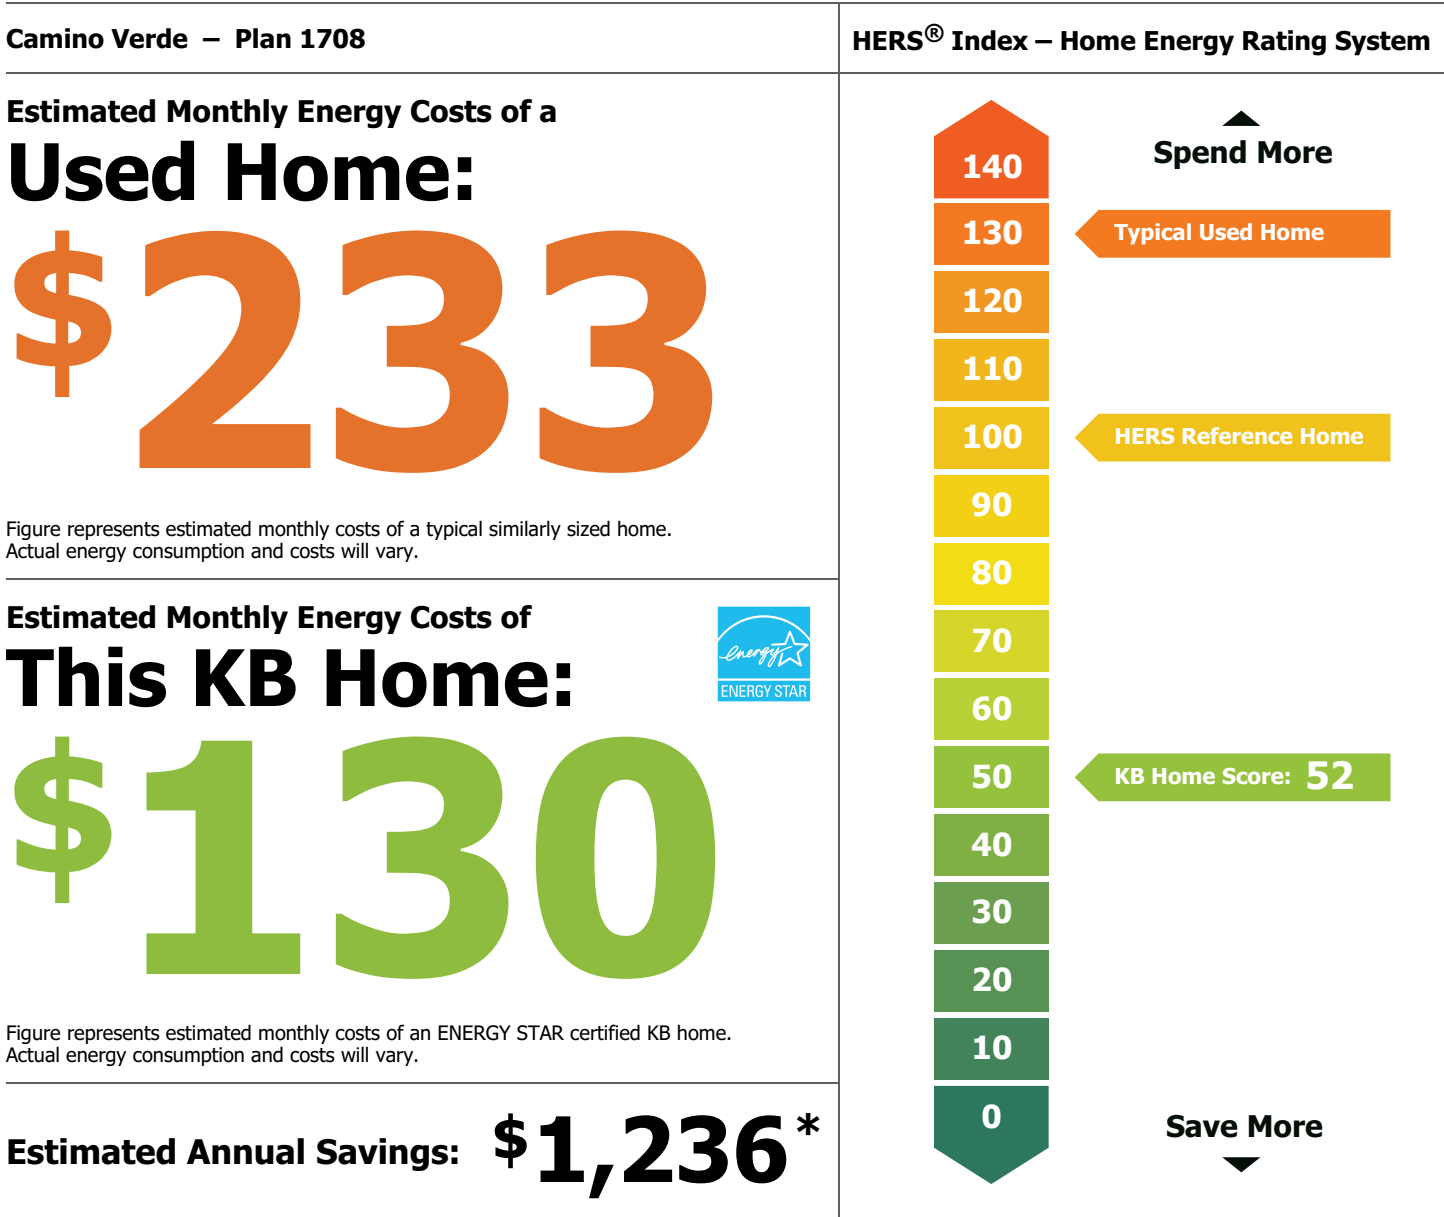 Camino Verde – Plan 1708
Estimated Monthly Energy Costs of a
Used Home:
$233
Figure represents estimated monthly costs of a typical similarly sized home.
Actual energy consumption and costs will vary.
Estimated Monthly Energy Costs of
This KB Home:
energy
ENERGY STAR
$130
Figure represents estimated monthly costs of an ENERGY STAR certified KB home.
Actual energy consumption and costs will vary.
Estimated Annual Savings: $1,236*
HERS® Index – Home Energy Rating System
Spend More
140
130 Typical Used Home
120
110
100 HERS Reference Home
90
80
70
60
50 KB Home Score: 52
40
30
20
10
0
Save More